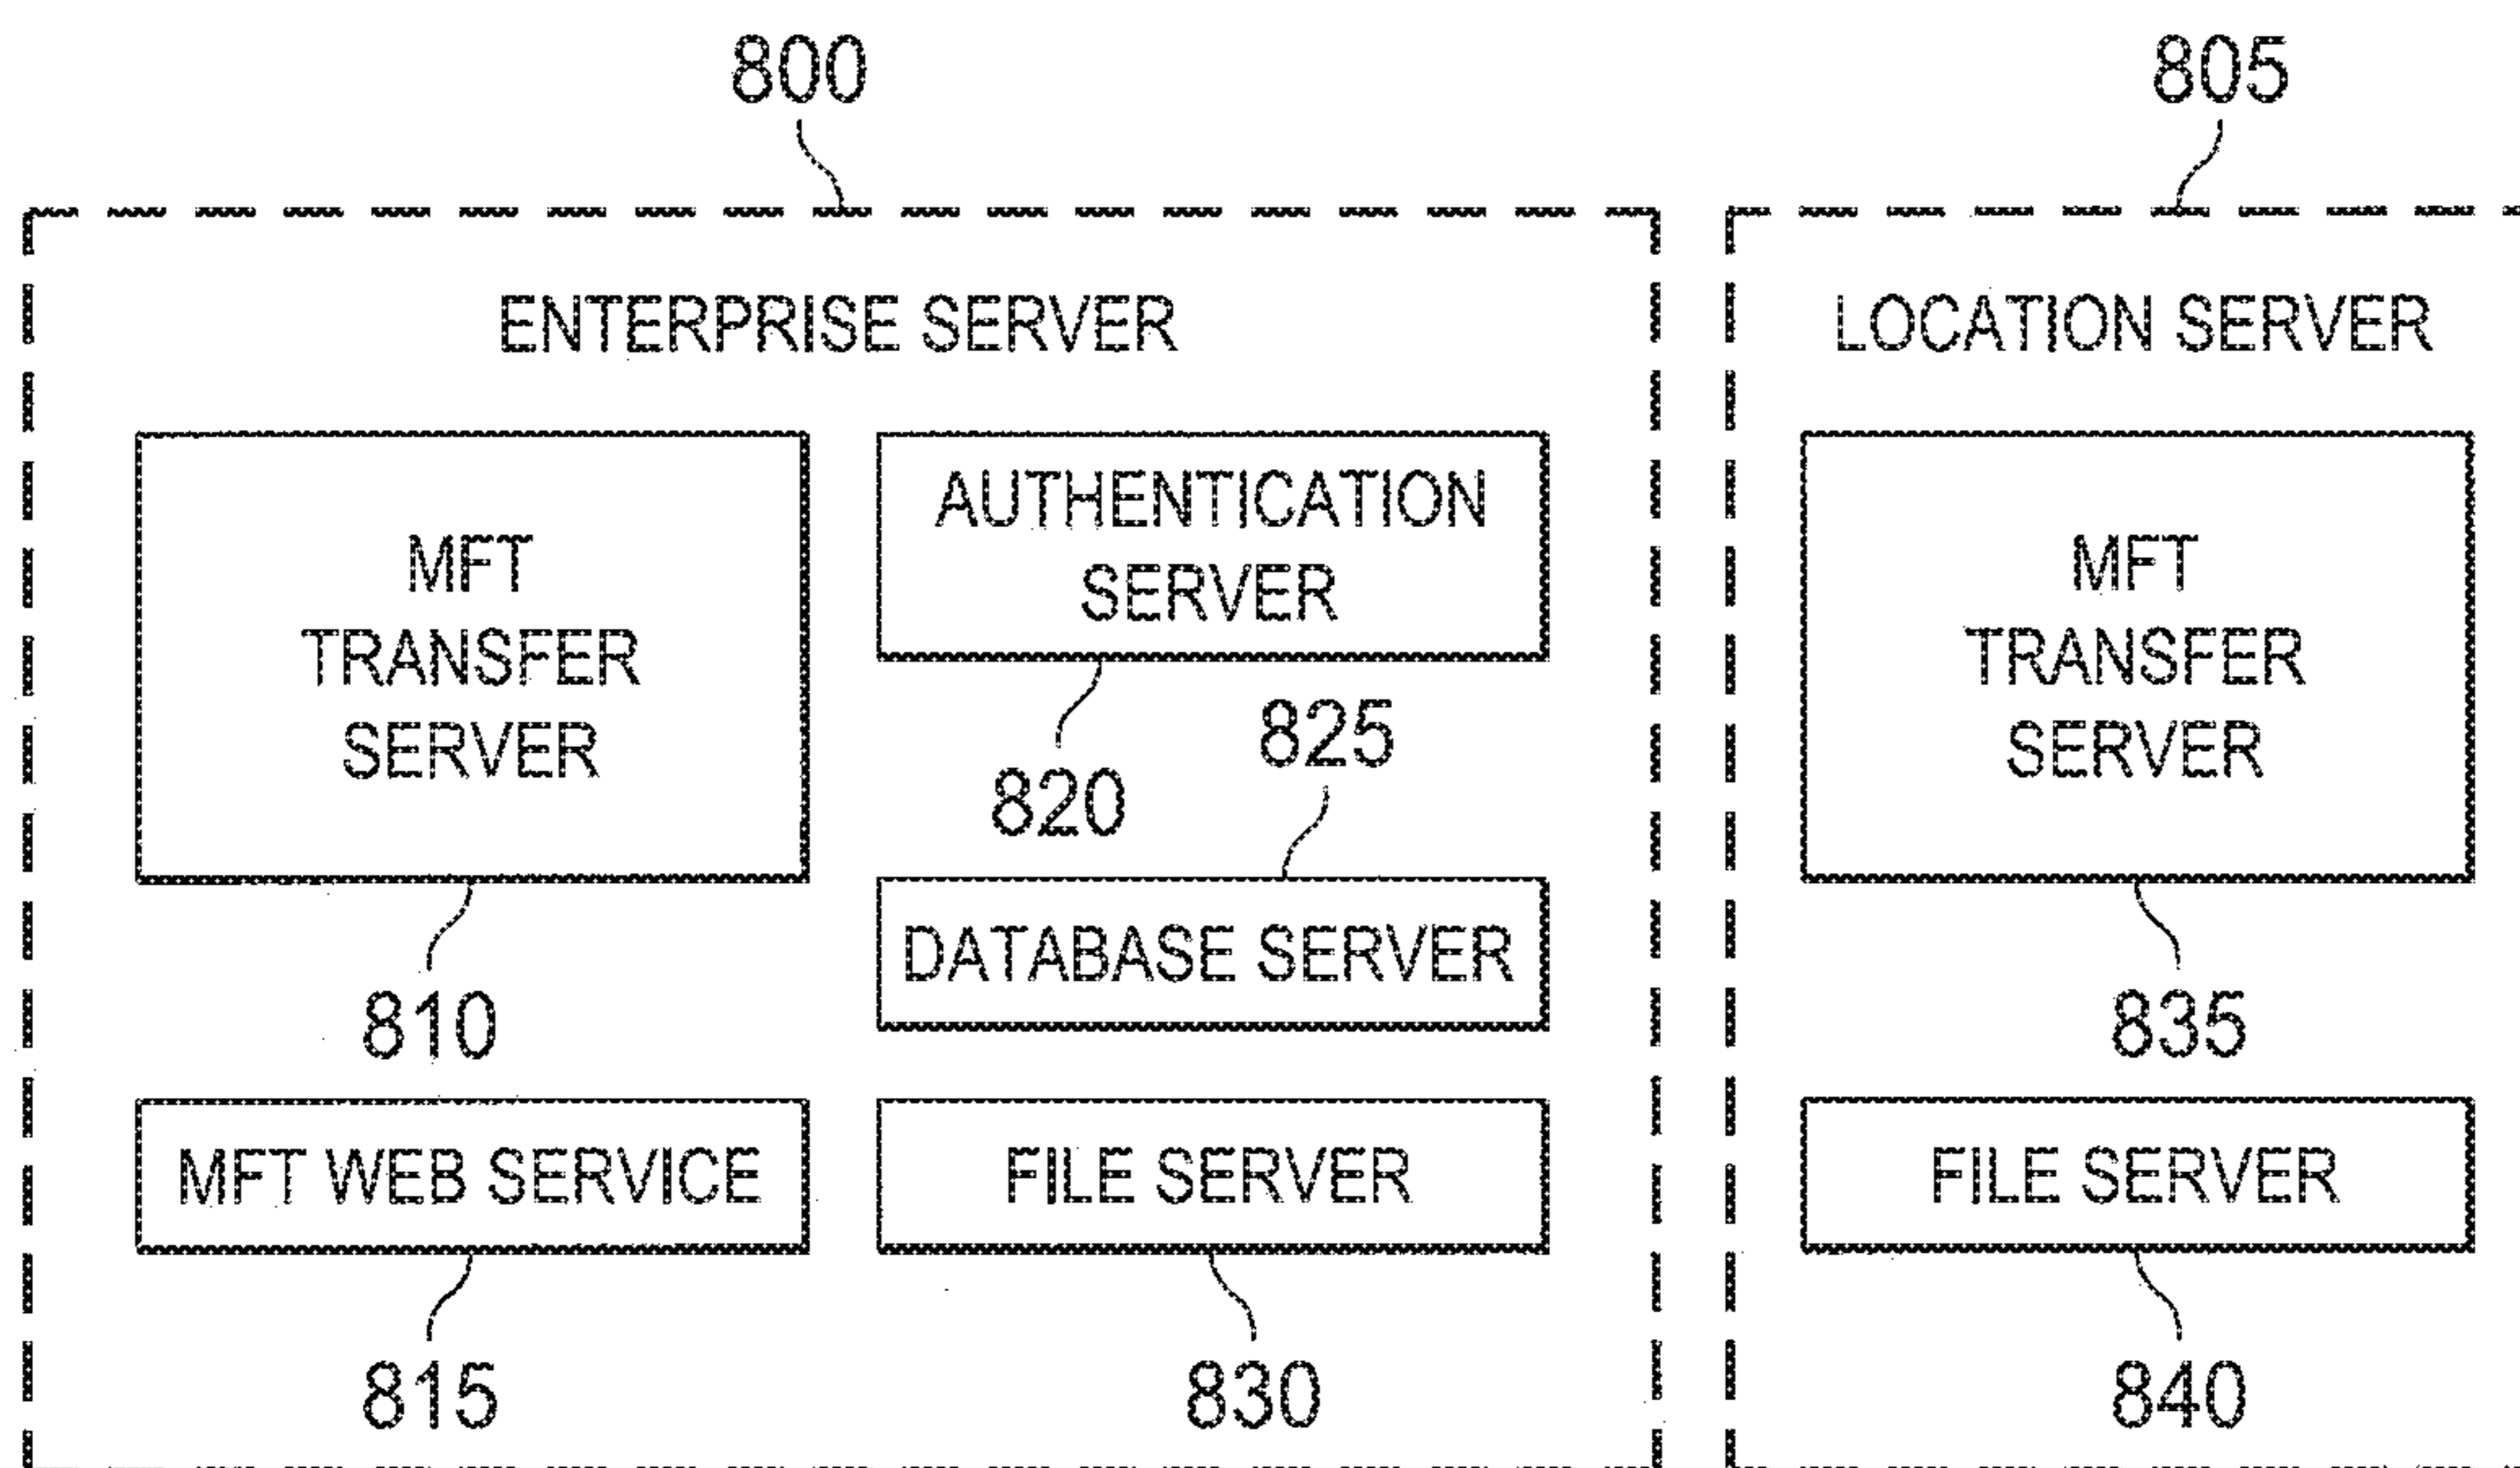 800
805
ENTERPRISE SERVER
LOCATION SERVER
MFT
TRANSFER
SERVER
810
AUTHENTICATION
SERVER
820
825
DATABASE SERVER
MFT WEB SERVICE
815
FILE SERVER
830
MFT
TRANSFER
SERVER
835
FILE SERVER
840